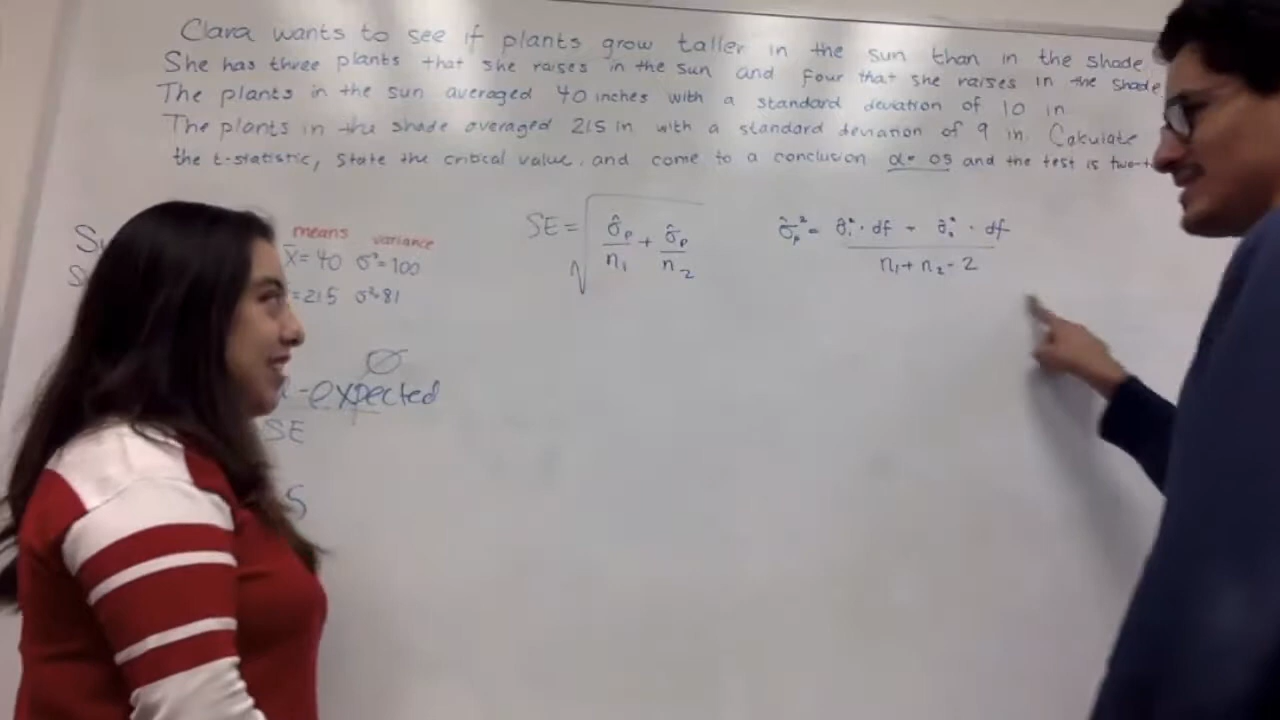 Clara wants to see if plants grow taller in the sun than in the shade
She has three plants that she raises in the sun and four that she raises in the shade
The plants in the sun averaged 40 inches with a standard deviation of 10 in
The plants in the shade averaged 215 in with a standard deviation of 9 in. Calculate
the t-statistic, state the critical value, and come to a conclusion α= 05 and the test is
means variance
SE = √ σ̂p/n₁ + σ̂p/n₂
σ̂p² = σ̂₁² · df + σ̂₂² · df / n₁ + n₂ - 2
x̄ = 40 σ² = 100
= 215 σ² = 81
-expected
SE